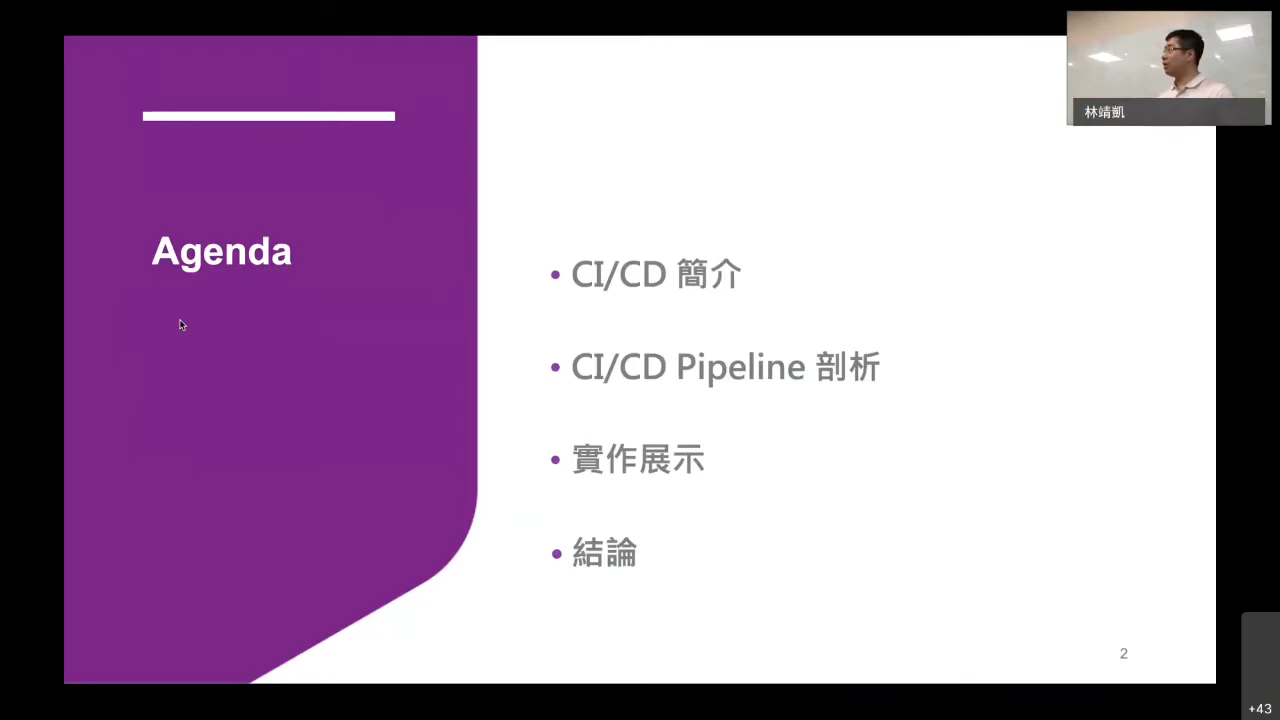 林靖凱
Agenda
CI/CD 簡介
CI/CD Pipeline 剖析
實作展示
結論
2
+43